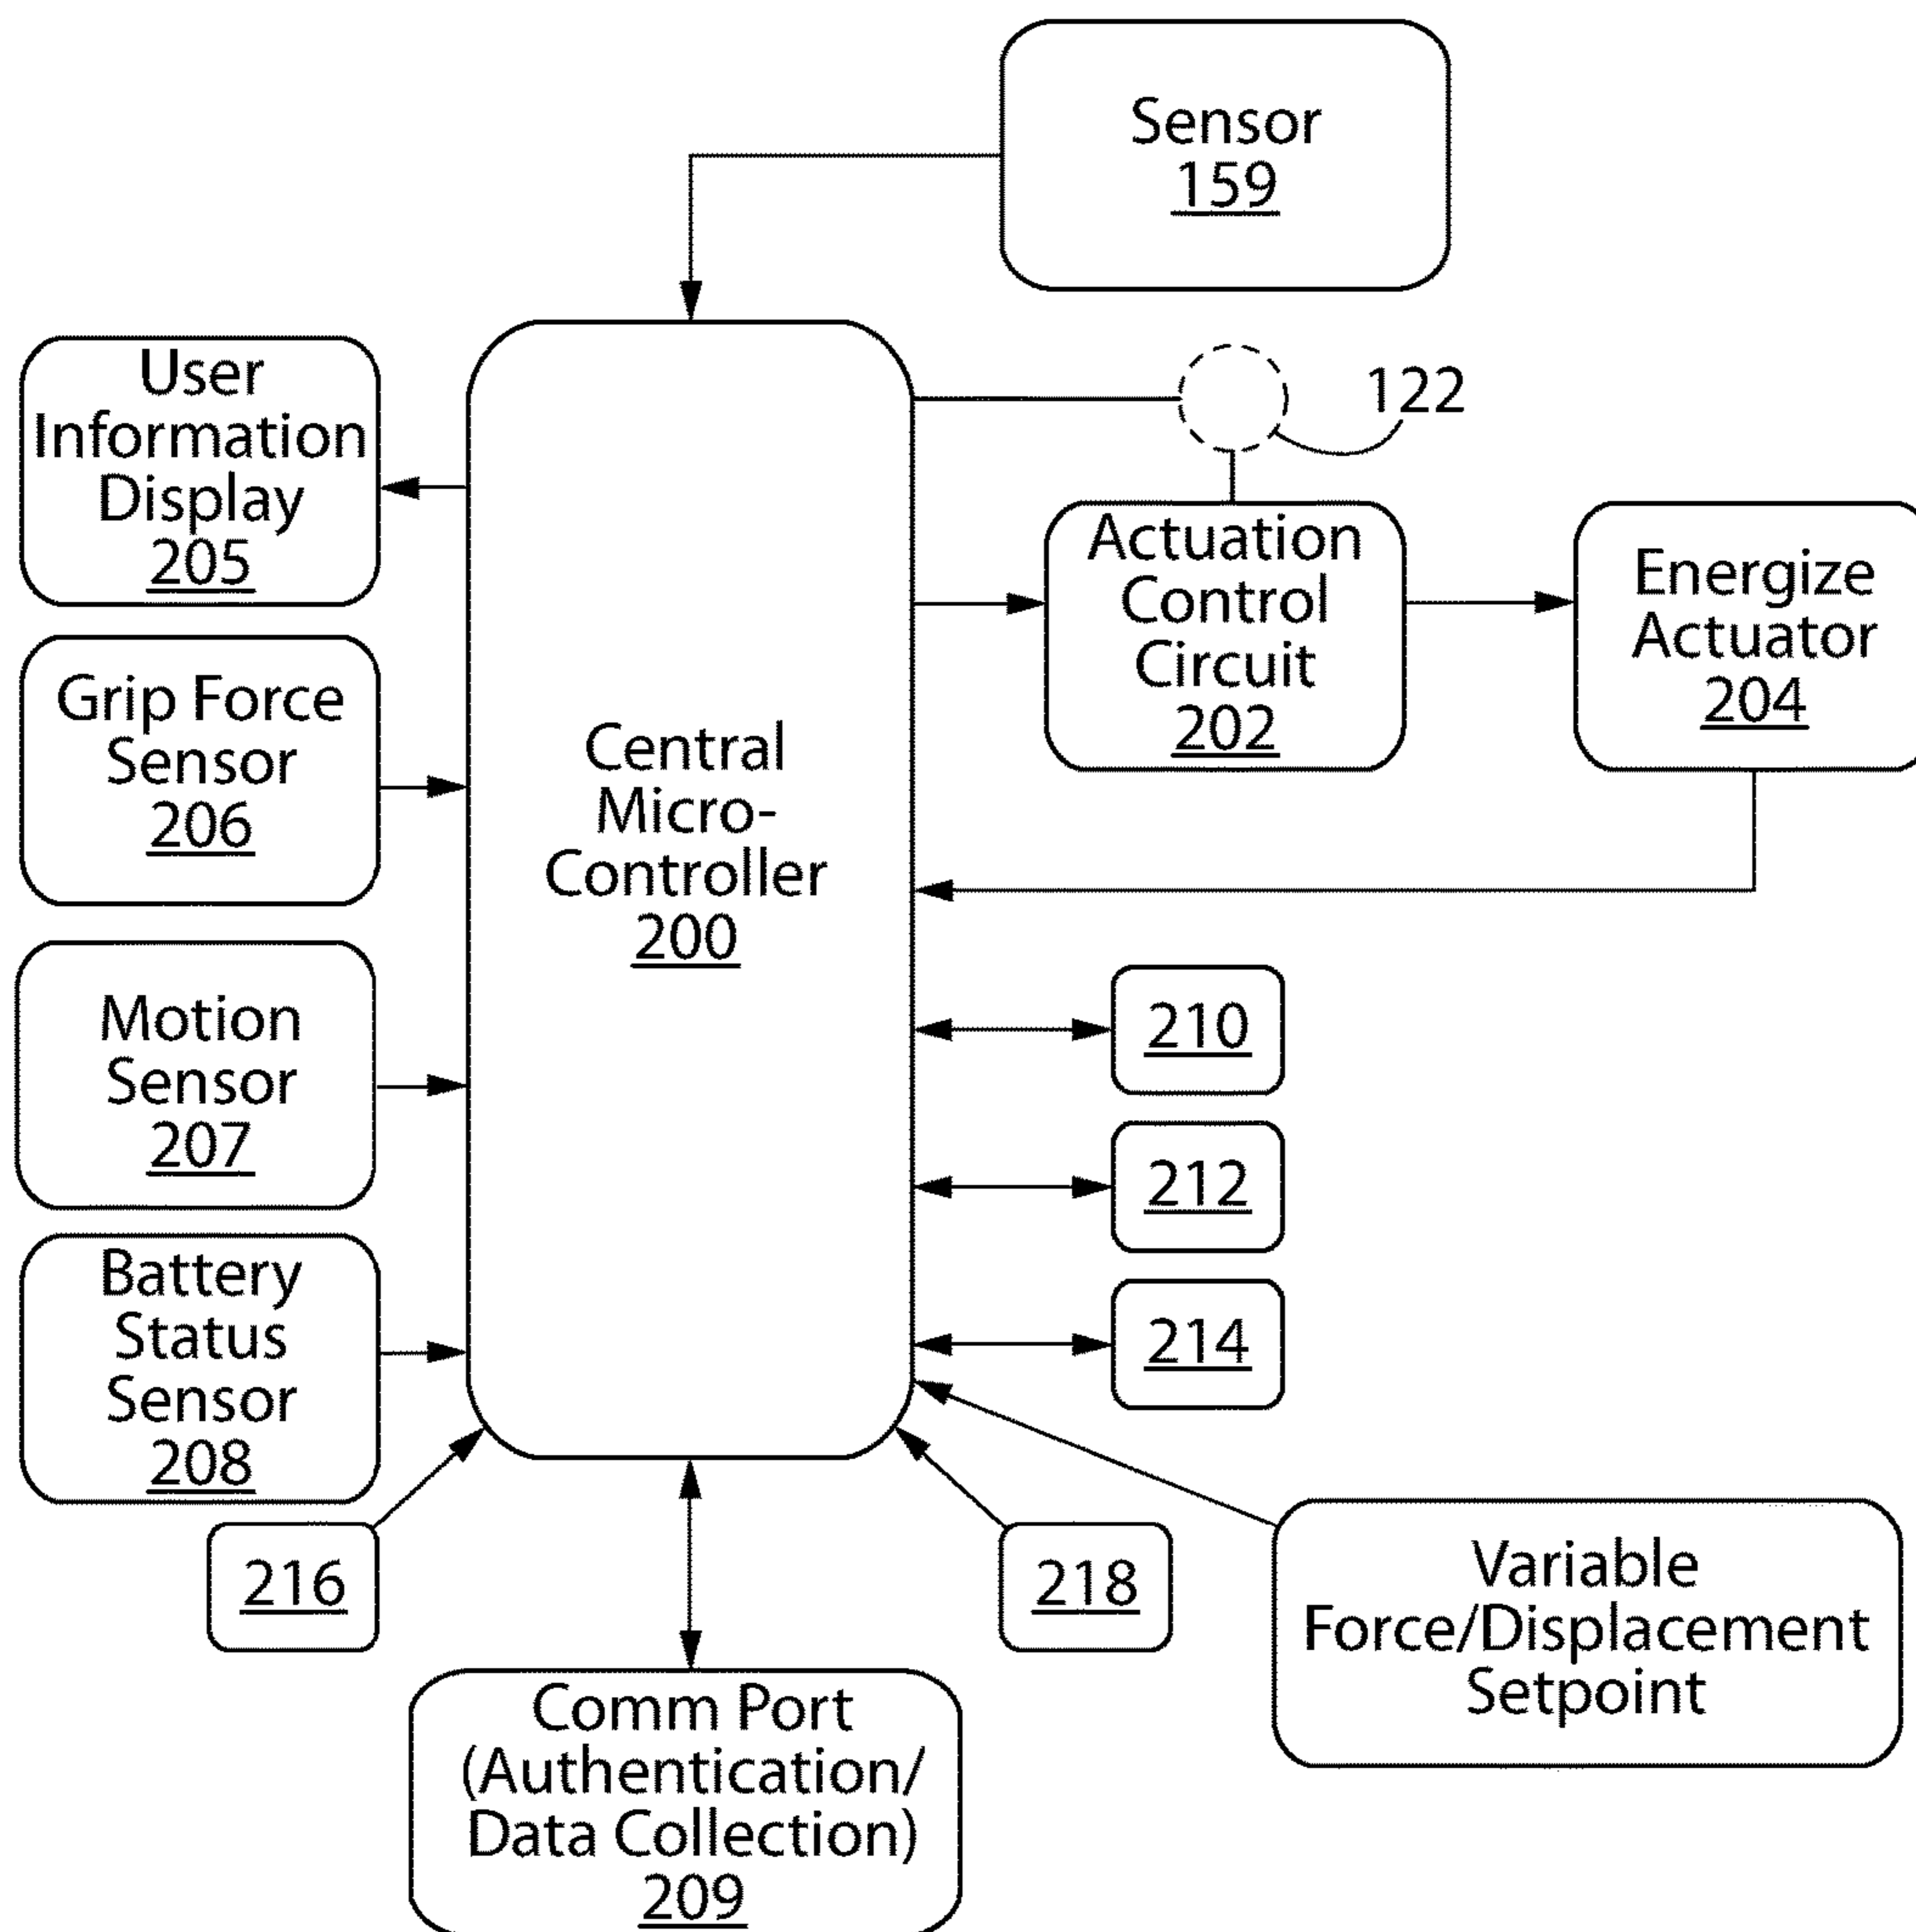 Sensor
159
User
Information
Display
205
122
Actuation
Control
Circuit
202
Energize
Actuator
204
Grip Force
Sensor
206
Central
Micro-
Controller
200
Motion
Sensor
207
210
212
214
Battery
Status
Sensor
208
216
218
Variable
Force/Displacement
Setpoint
Comm Port
(Authentication/
Data Collection)
209